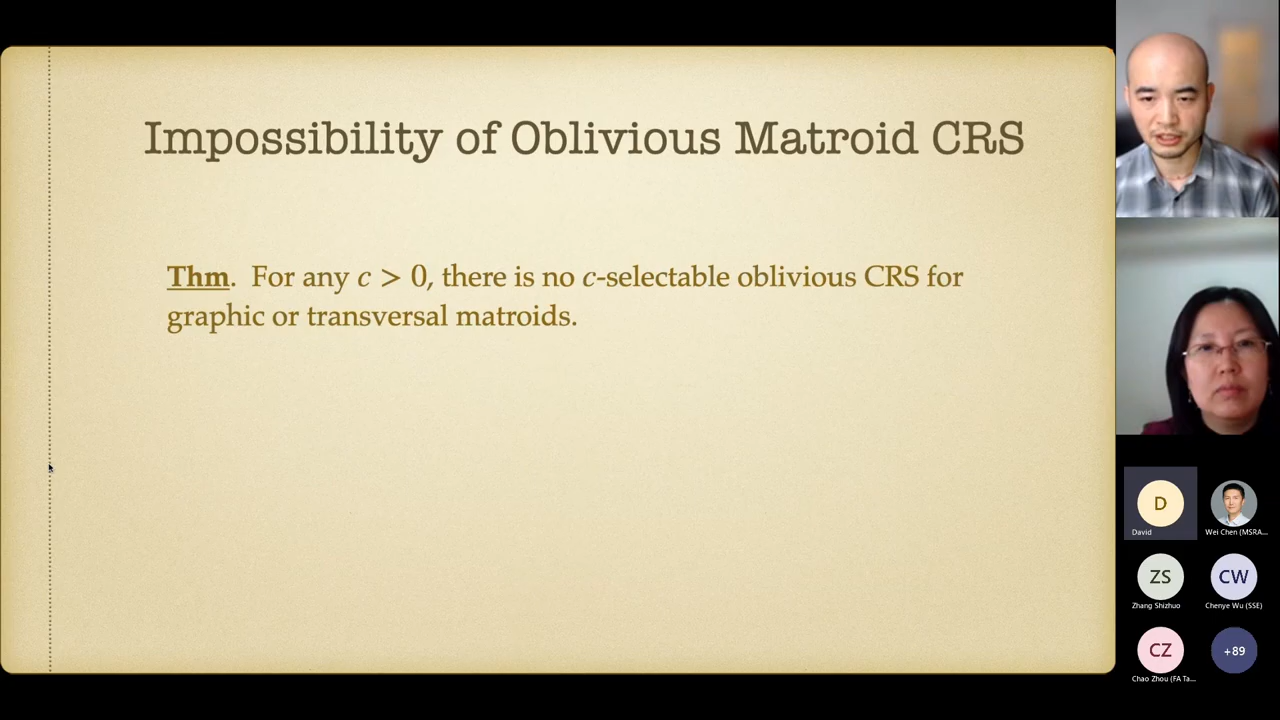 Impossibility of Oblivious Matroid CRS
Thm. For any c > 0, there is no c-selectable oblivious CRS for
graphic or transversal matroids.
D
David
Wei Chen (MSRA...
ZS
Zhang Shizhuo
CW
Chenye Wu (SSE)
CZ
Chao Zhou (FA Ta...
+89